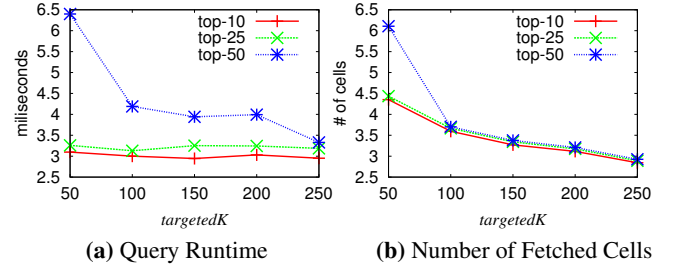 6.5
6
5.5
5
4.5
4
3.5
3
2.5
miliseconds
top-10
top-25
top-50
50 100 150 200 250
targetedK
(a) Query Runtime
6.5
6
5.5
5
4.5
4
3.5
3
2.5
# of cells
top-10
top-25
top-50
50 100 150 200 250
targetedK
(b) Number of Fetched Cells